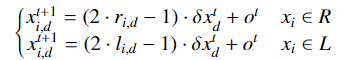 x_{i,d}^{t+1} = (2 · r_{i,d} − 1) · δx_d^t + o^t   x_i ∈ R
x_{i,d}^{t+1} = (2 · l_{i,d} − 1) · δx_d^t + o^t   x_i ∈ L